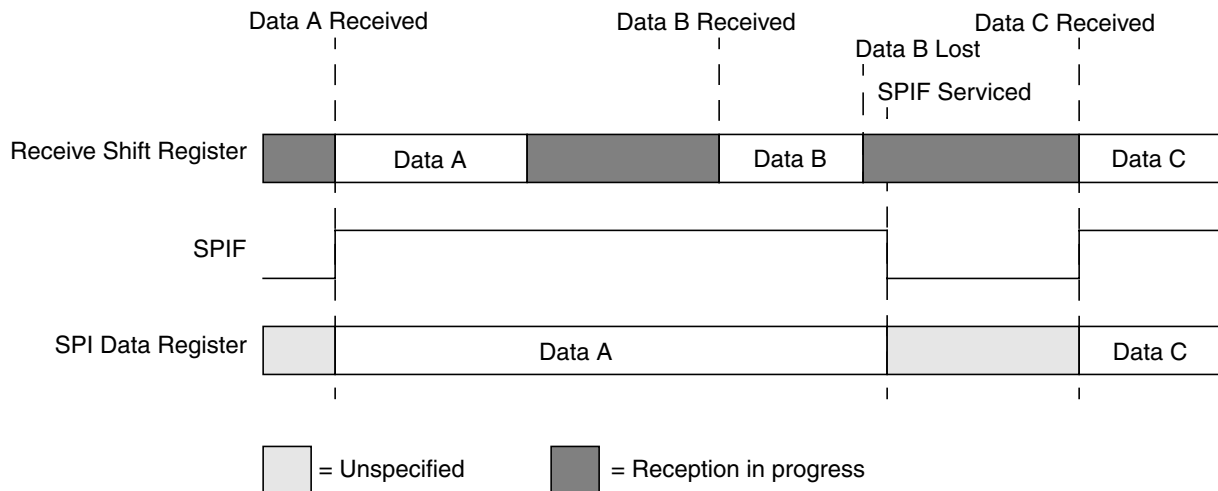 Data A Received
Data B Received
Data C Received
Data B Lost
SPIF Serviced
Receive Shift Register
Data A
Data B
Data C
SPIF
SPI Data Register
Data A
Data C
= Unspecified
= Reception in progress